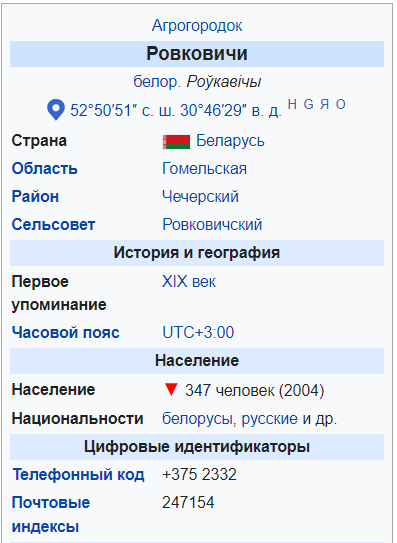 Агрогородок
Ровковичи
белор. Роўкавічы
52°50′51″ с. ш. 30°46′29″ в. д. H G Я O
Страна Беларусь
Область Гомельская
Район Чечерский
Сельсовет Ровковичский
История и география
Первое XIX век
упоминание
Часовой пояс UTC+3:00
Население
Население ▼ 347 человек (2004)
Национальности белорусы, русские и др.
Цифровые идентификаторы
Телефонный код +375 2332
Почтовые 247154
индексы